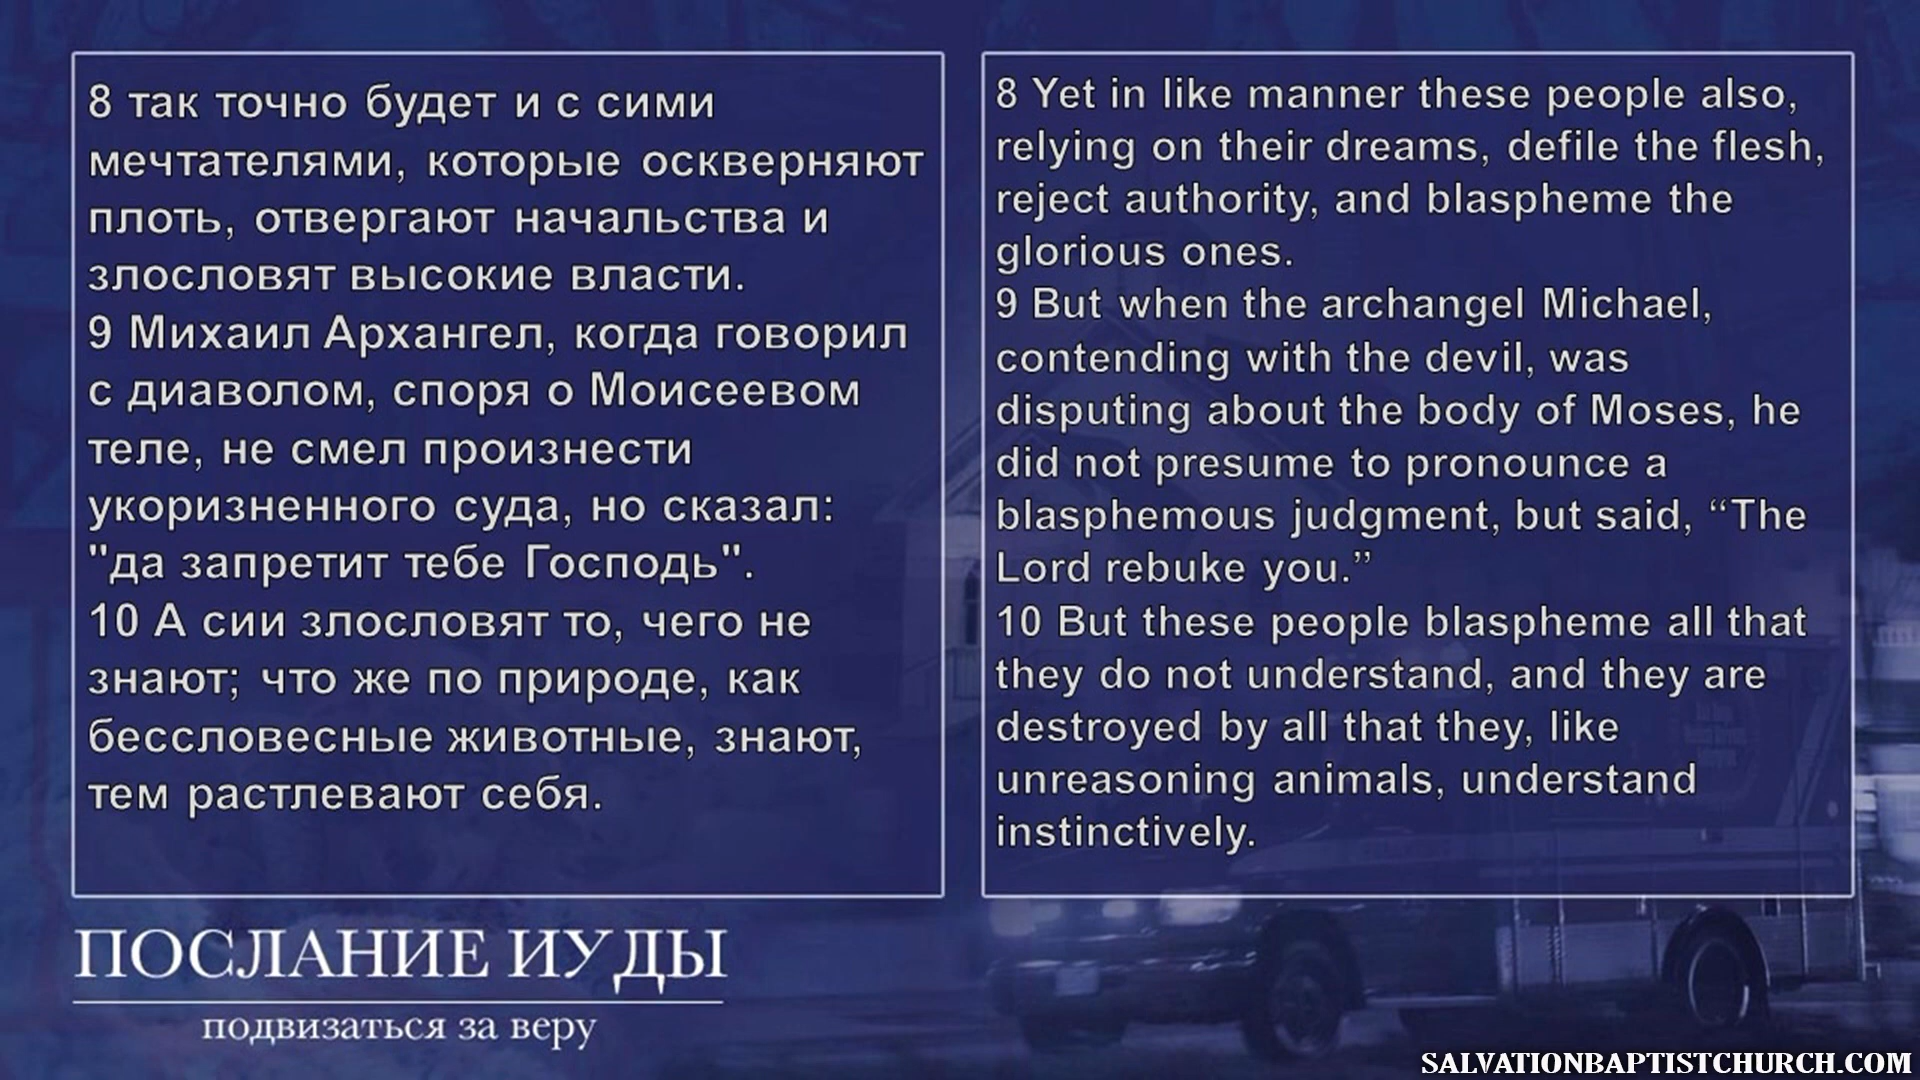 8 так точно будет и с сими
мечтателями, которые оскверняют
плоть, отвергают начальства и
злословят высокие власти.
9 Михаил Архангел, когда говорил
с диаволом, споря о Моисеевом
теле, не смел произнести
укоризненного суда, но сказал:
"да запретит тебе Господь".
10 А сии злословят то, чего не
знают; что же по природе, как
бессловесные животные, знают,
тем растлевают себя.
8 Yet in like manner these people also,
relying on their dreams, defile the flesh,
reject authority, and blaspheme the
glorious ones.
9 But when the archangel Michael,
contending with the devil, was
disputing about the body of Moses, he
did not presume to pronounce a
blasphemous judgment, but said, “The
Lord rebuke you.”
10 But these people blaspheme all that
they do not understand, and they are
destroyed by all that they, like
unreasoning animals, understand
instinctively.
ПОСЛАНИЕ ИУДЫ
подвизаться за веру
SALVATIONBAPTISTCHURCH.COM